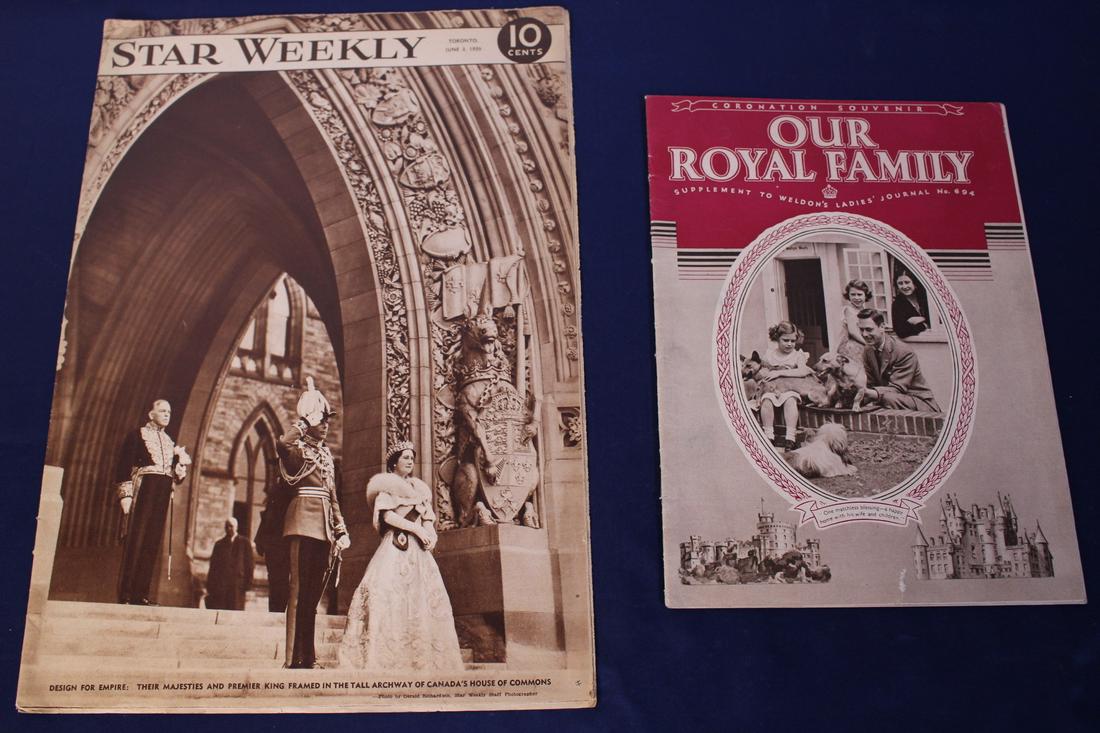 STAR WEEKLY
TORONTO,
JUNE 3, 1939
10
CENTS
DESIGN FOR EMPIRE: THEIR MAJESTIES AND PREMIER KING FRAMED IN THE TALL ARCHWAY OF CANADA'S HOUSE OF COMMONS
—Photo by Gerald Richardson, Star Weekly Staff Photographer
CORONATION SOUVENIR
OUR
ROYAL FAMILY
SUPPLEMENT TO WELDON'S LADIES' JOURNAL No. 694
One matchless blessing—a happy
home with his wife and children.